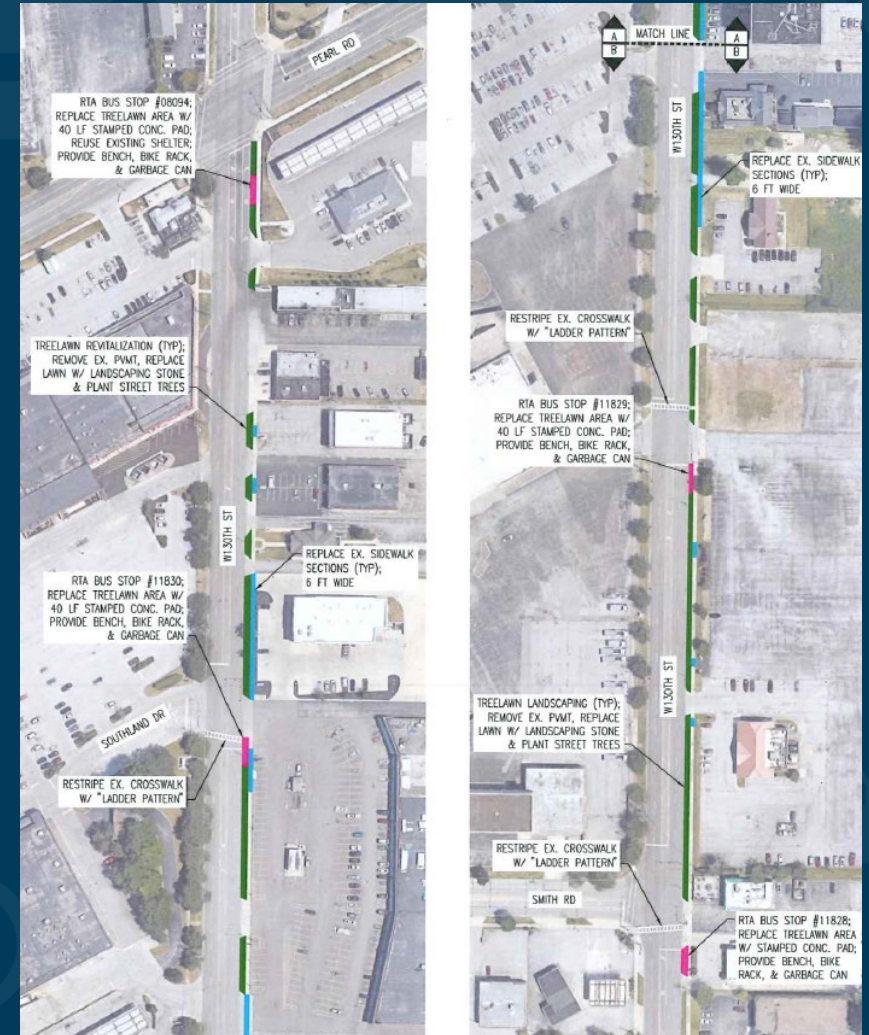 PEARL RD
RTA BUS STOP #08094;
REPLACE TREELAWN AREA W/
40 LF STAMPED CONC. PAD;
REUSE EXISTING SHELTER;
PROVIDE BENCH, BIKE RACK,
& GARBAGE CAN
TREELAWN REVITALIZATION (TYP);
REMOVE EX. PVMT, REPLACE
LAWN W/ LANDSCAPING STONE
& PLANT STREET TREES
W130TH ST
REPLACE EX. SIDEWALK
SECTIONS (TYP);
6 FT WIDE
RTA BUS STOP #11830;
REPLACE TREELAWN AREA W/
40 LF STAMPED CONC. PAD;
PROVIDE BENCH, BIKE RACK,
& GARBAGE CAN
SOUTHLAND DR
RESTRIPE EX. CROSSWALK
W/ "LADDER PATTERN"
A MATCH LINE A
B B
W130TH ST
REPLACE EX. SIDEWALK
SECTIONS (TYP);
6 FT WIDE
RESTRIPE EX. CROSSWALK
W/ "LADDER PATTERN"
RTA BUS STOP #11829;
REPLACE TREELAWN AREA W/
40 LF STAMPED CONC. PAD;
PROVIDE BENCH, BIKE RACK,
& GARBAGE CAN
W130TH ST
TREELAWN LANDSCAPING (TYP);
REMOVE EX. PVMT, REPLACE
LAWN W/ LANDSCAPING STONE
& PLANT STREET TREES
RESTRIPE EX. CROSSWALK
W/ "LADDER PATTERN"
SMITH RD
RTA BUS STOP #11828;
REPLACE TREELAWN AREA
W/ STAMPED CONC. PAD;
PROVIDE BENCH, BIKE
RACK, & GARBAGE CAN